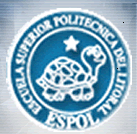 ESCUELA SUPERIOR POLITECNICA DEL LITORAL
ESPOL